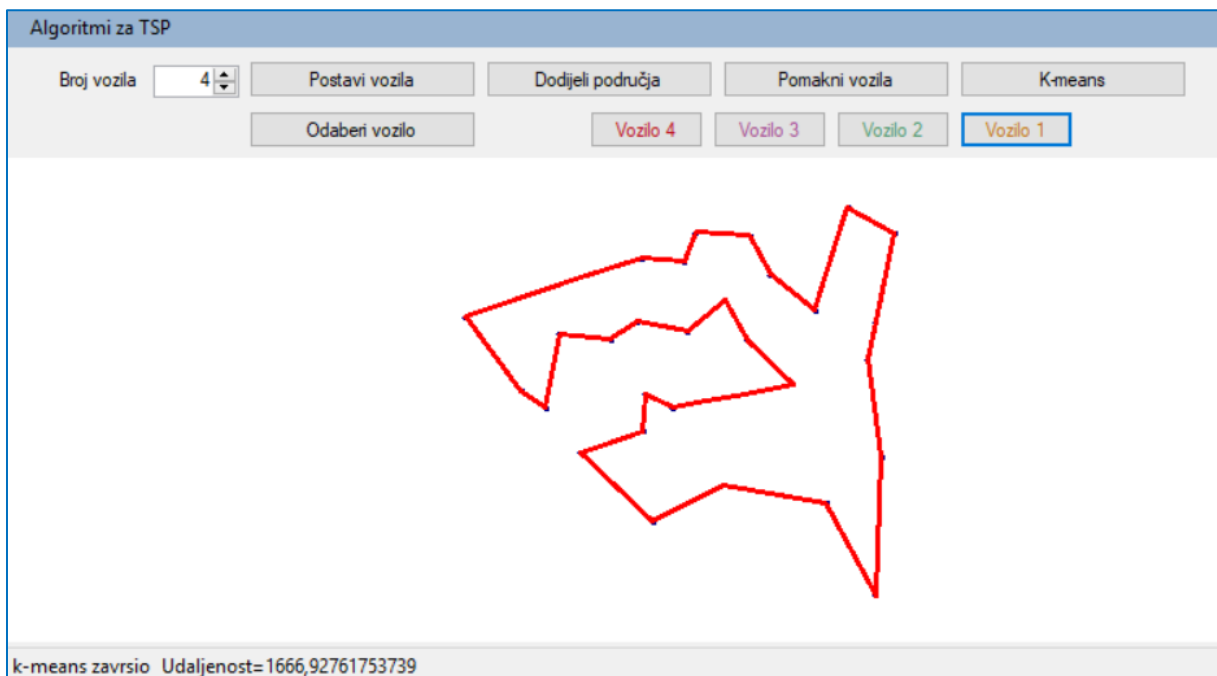 Algoritmi za TSP
Broj vozila 4 Postavi vozila Dodijeli područja Pomakni vozila K-means
Odaberi vozilo Vozilo 4 Vozilo 3 Vozilo 2 Vozilo 1
k-means zavrsio Udaljenost=1666,92761753739